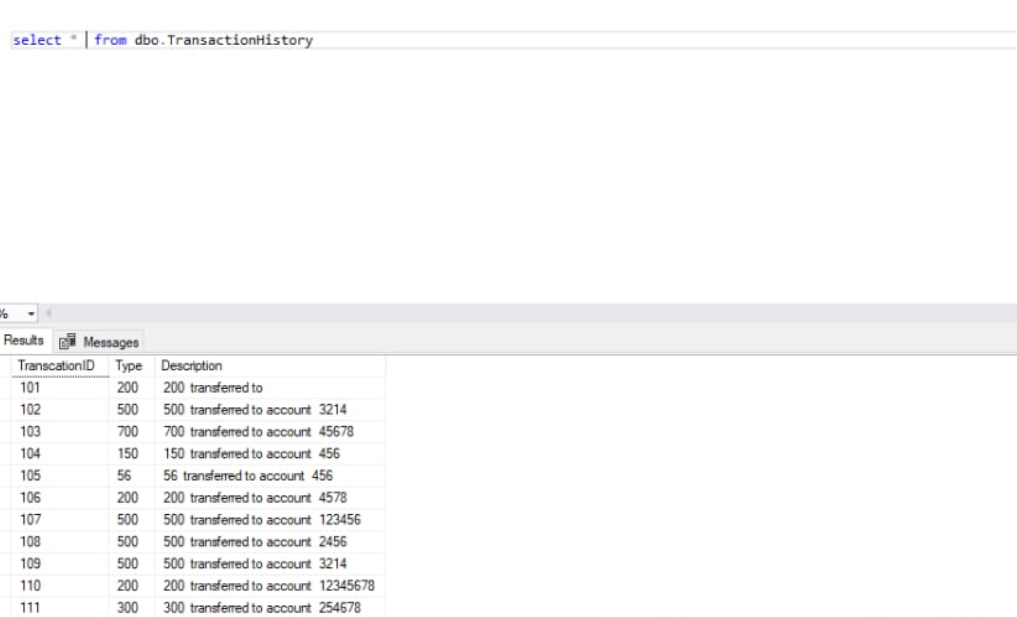 select * from dbo.TransactionHistory
%
Results Messages
TranscationID Type Description
101 200 200 transferred to
102 500 500 transferred to account 3214
103 700 700 transferred to account 45678
104 150 150 transferred to account 456
105 56 56 transferred to account 456
106 200 200 transferred to account 4578
107 500 500 transferred to account 123456
108 500 500 transferred to account 2456
109 500 500 transferred to account 3214
110 200 200 transferred to account 12345678
111 300 300 transferred to account 254678